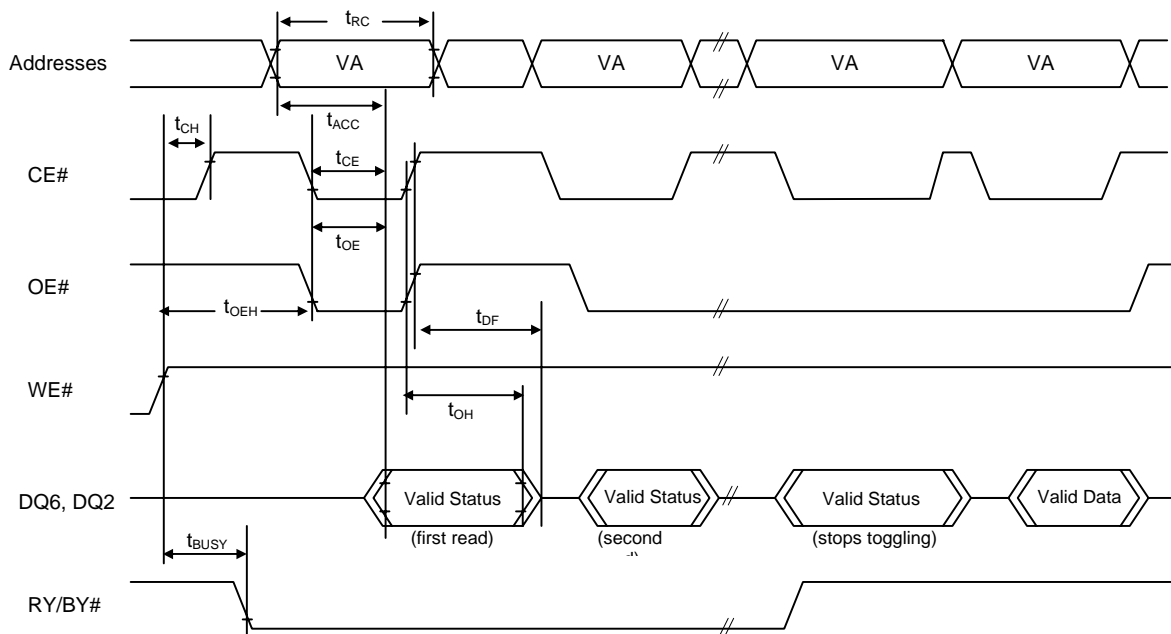 tRC
Addresses VA VA VA VA
tACC
tCH
tCE
CE#
tOE
OE#
tOEH
tDF
WE#
tOH
DQ6, DQ2 Valid Status Valid Status Valid Status Valid Data
(first read) (second (stops toggling)
tBUSY
RY/BY#